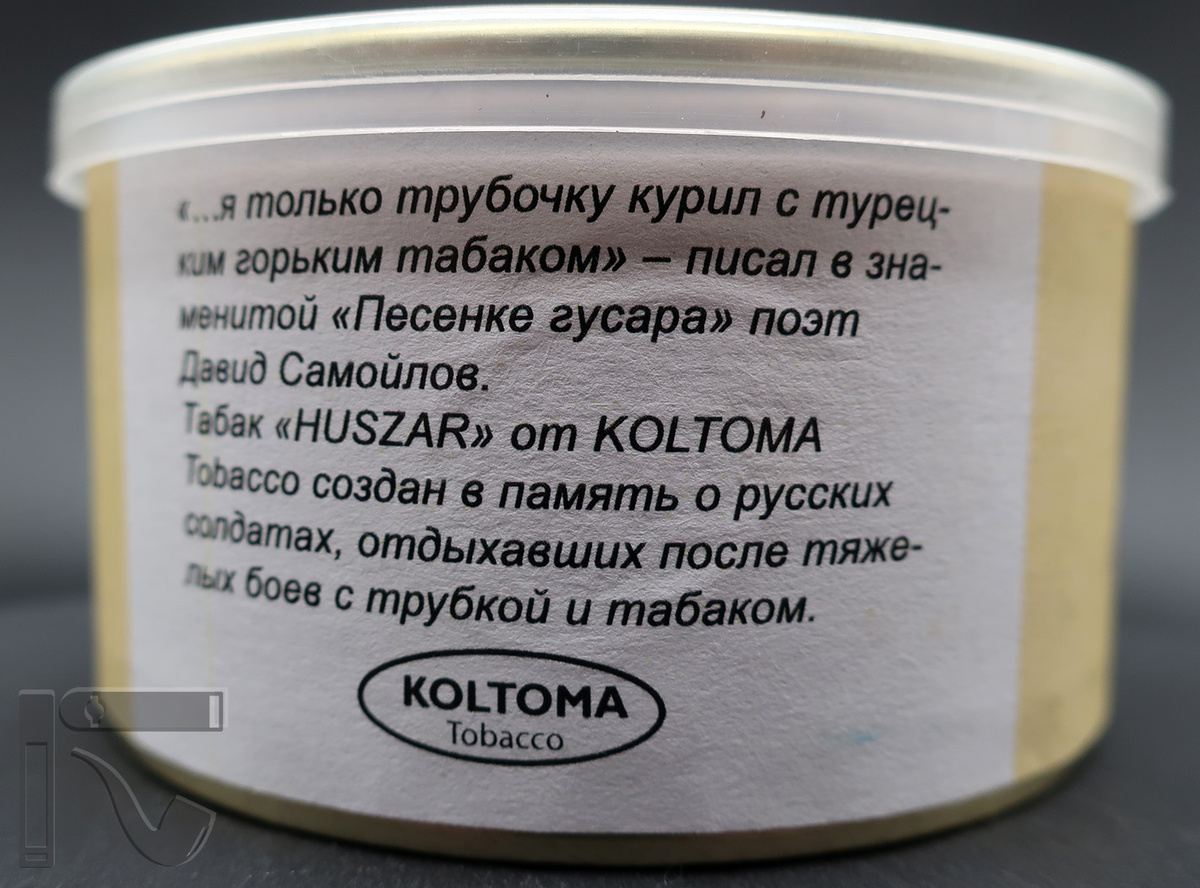 «...я только трубочку курил с турец-
ким горьким табаком» – писал в зна-
менитой «Песенке гусара» поэт
Давид Самойлов.
Табак «HUSZAR» от KOLTOMA
Tobacco создан в память о русских
солдатах, отдыхавших после тяже-
лых боев с трубкой и табаком.
KOLTOMA
Tobacco